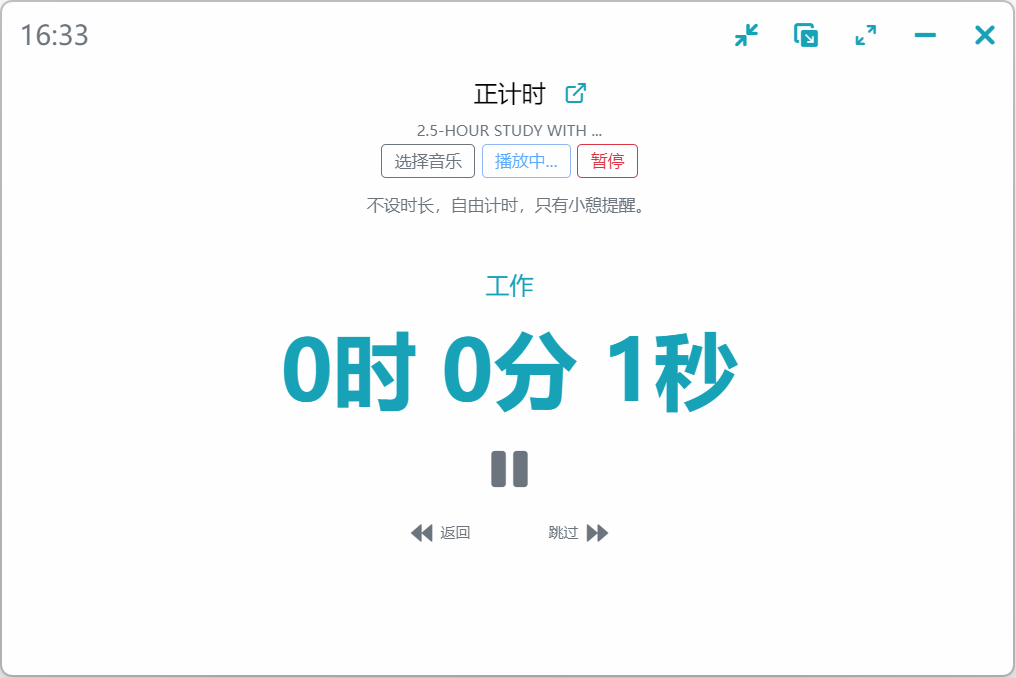 16:33
正计时
2.5-HOUR STUDY WITH ...
选择音乐 播放中... 暂停
不设时长，自由计时，只有小憩提醒。
工作
0时 0分 1秒
返回 跳过